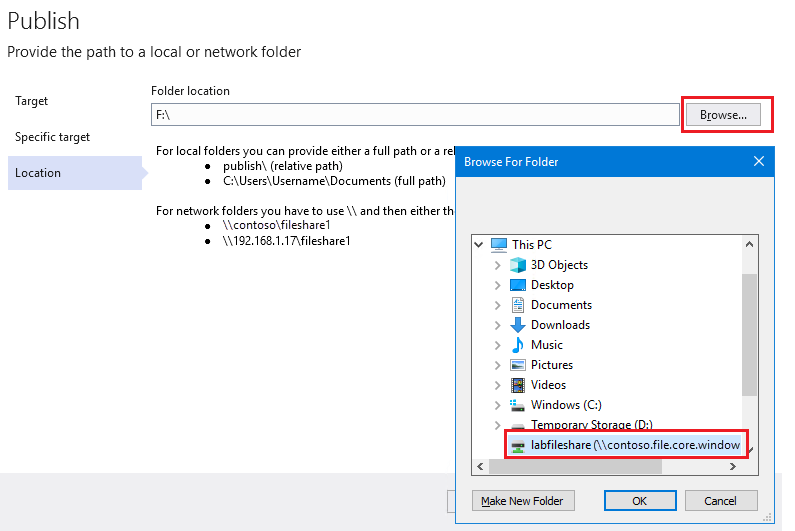 Publish
Provide the path to a local or network folder
Target
Specific target
Location
Folder location
F:\
Browse...
For local folders you can provide either a full path or a rel
publish\ (relative path)
C:\Users\Username\Documents (full path)
For network folders you have to use \\ and then either the
\\contoso\fileshare1
\\192.168.1.17\fileshare1
Browse For Folder
This PC
3D Objects
Desktop
Documents
Downloads
Music
Pictures
Videos
Windows (C:)
Temporary Storage (D:)
labfileshare (\\contoso.file.core.window
Make New Folder
OK
Cancel